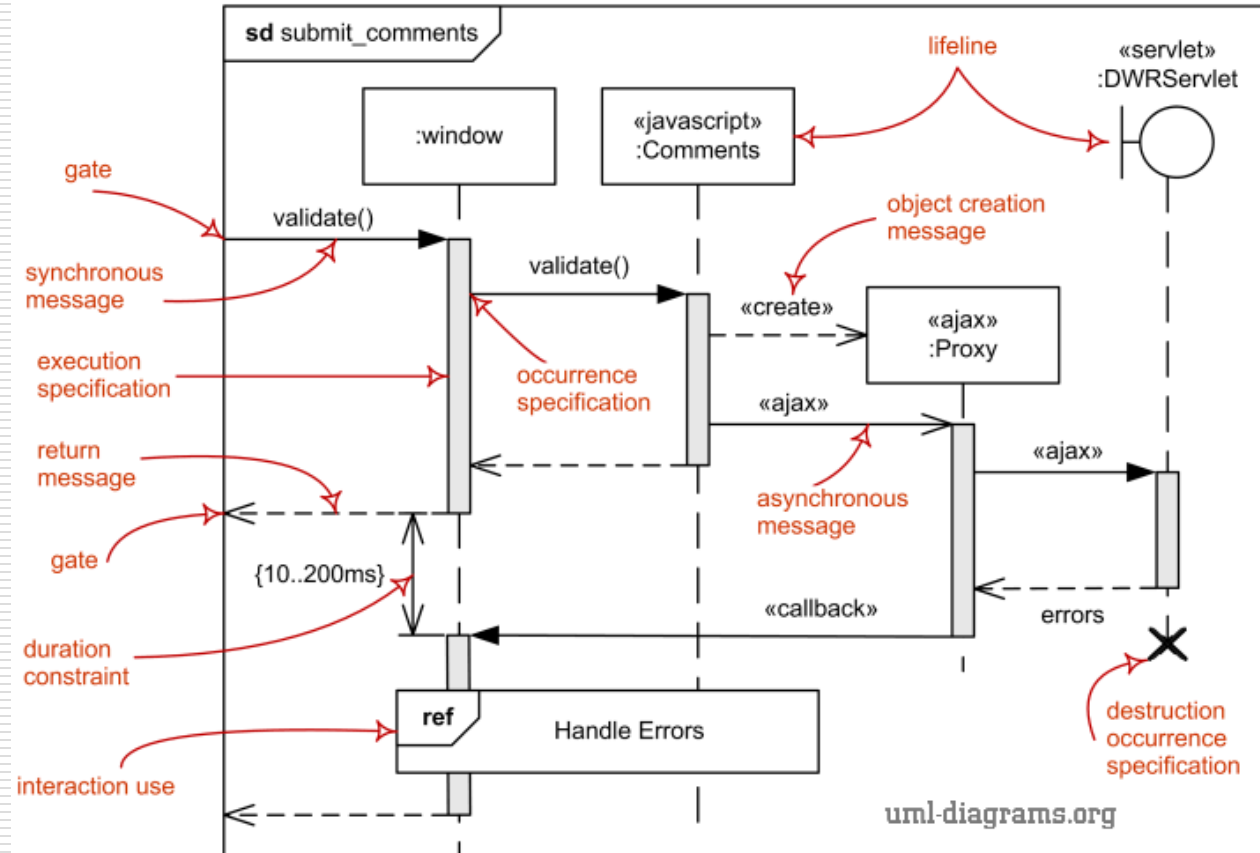 sd submit_comments
lifeline
«servlet»
:DWRServlet
:window
«javascript»
:Comments
gate
validate()
object creation
message
synchronous
message
validate()
«create»
«ajax»
:Proxy
execution
specification
occurrence
specification
«ajax»
return
message
«ajax»
asynchronous
message
gate
{10..200ms}
«callback»
errors
duration
constraint
ref
Handle Errors
destruction
occurrence
specification
interaction use
uml-diagrams.org